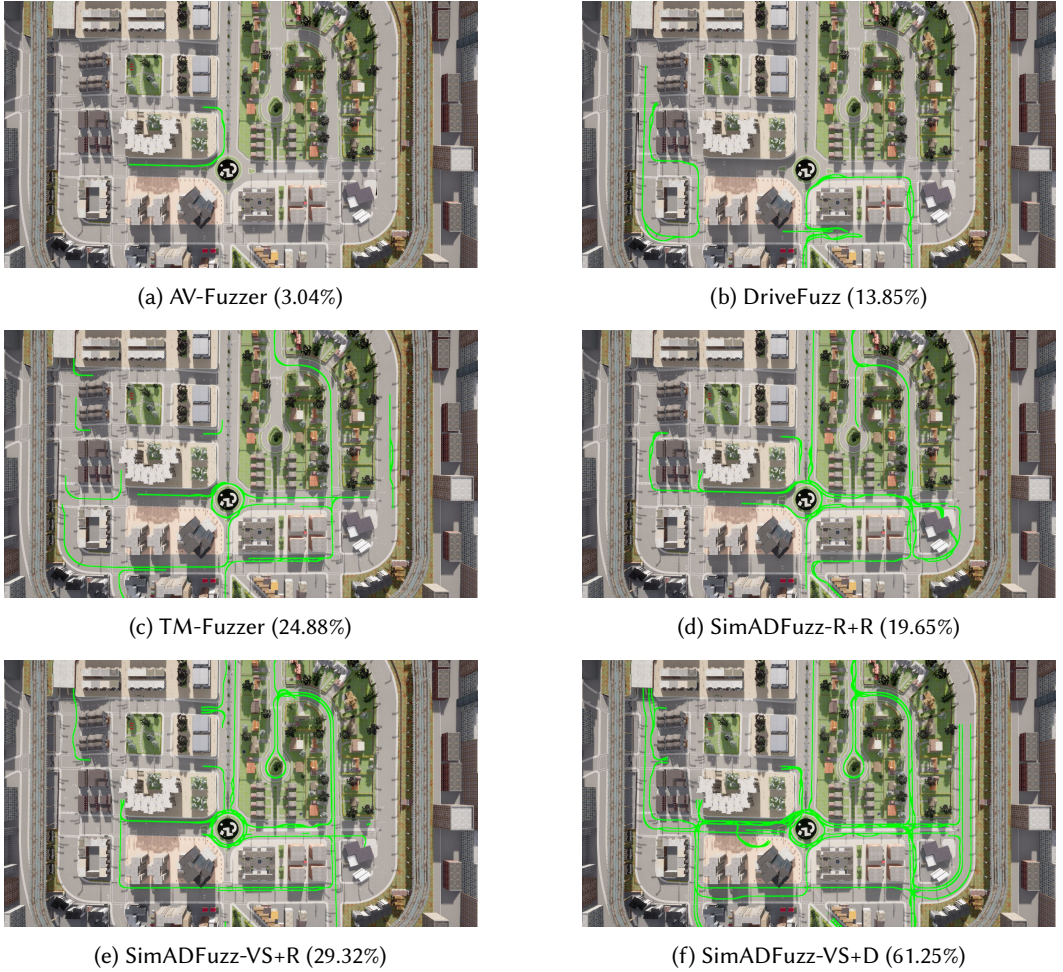 (a) AV-Fuzzer (3.04%)
(b) DriveFuzz (13.85%)
(c) TM-Fuzzer (24.88%)
(d) SimADFuzz-R+R (19.65%)
(e) SimADFuzz-VS+R (29.32%)
(f) SimADFuzz-VS+D (61.25%)